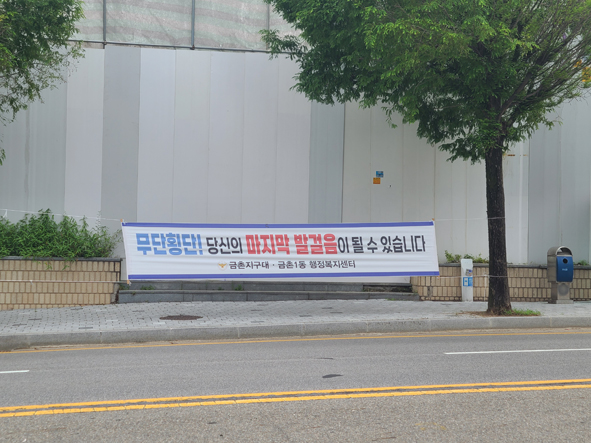 무단횡단! 당신의 마지막 발걸음이 될 수 있습니다
금촌지구대 · 금촌1동 행정복지센터